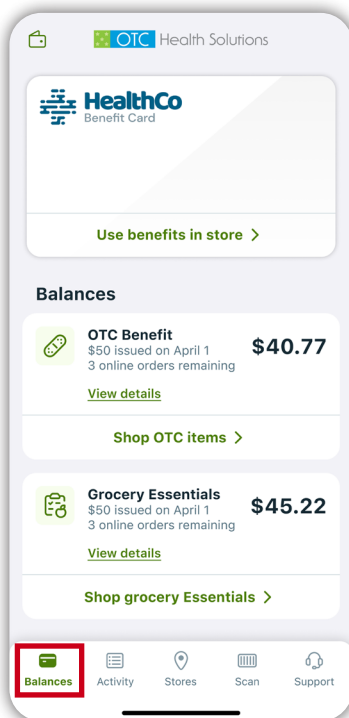 OTC Health Solutions
HealthCo
Benefit Card
Use benefits in store >
Balances
OTC Benefit
$50 issued on April 1
3 online orders remaining
$40.77
View details
Shop OTC items >
Grocery Essentials
$50 issued on April 1
3 online orders remaining
$45.22
View details
Shop grocery Essentials >
Balances Activity Stores Scan Support